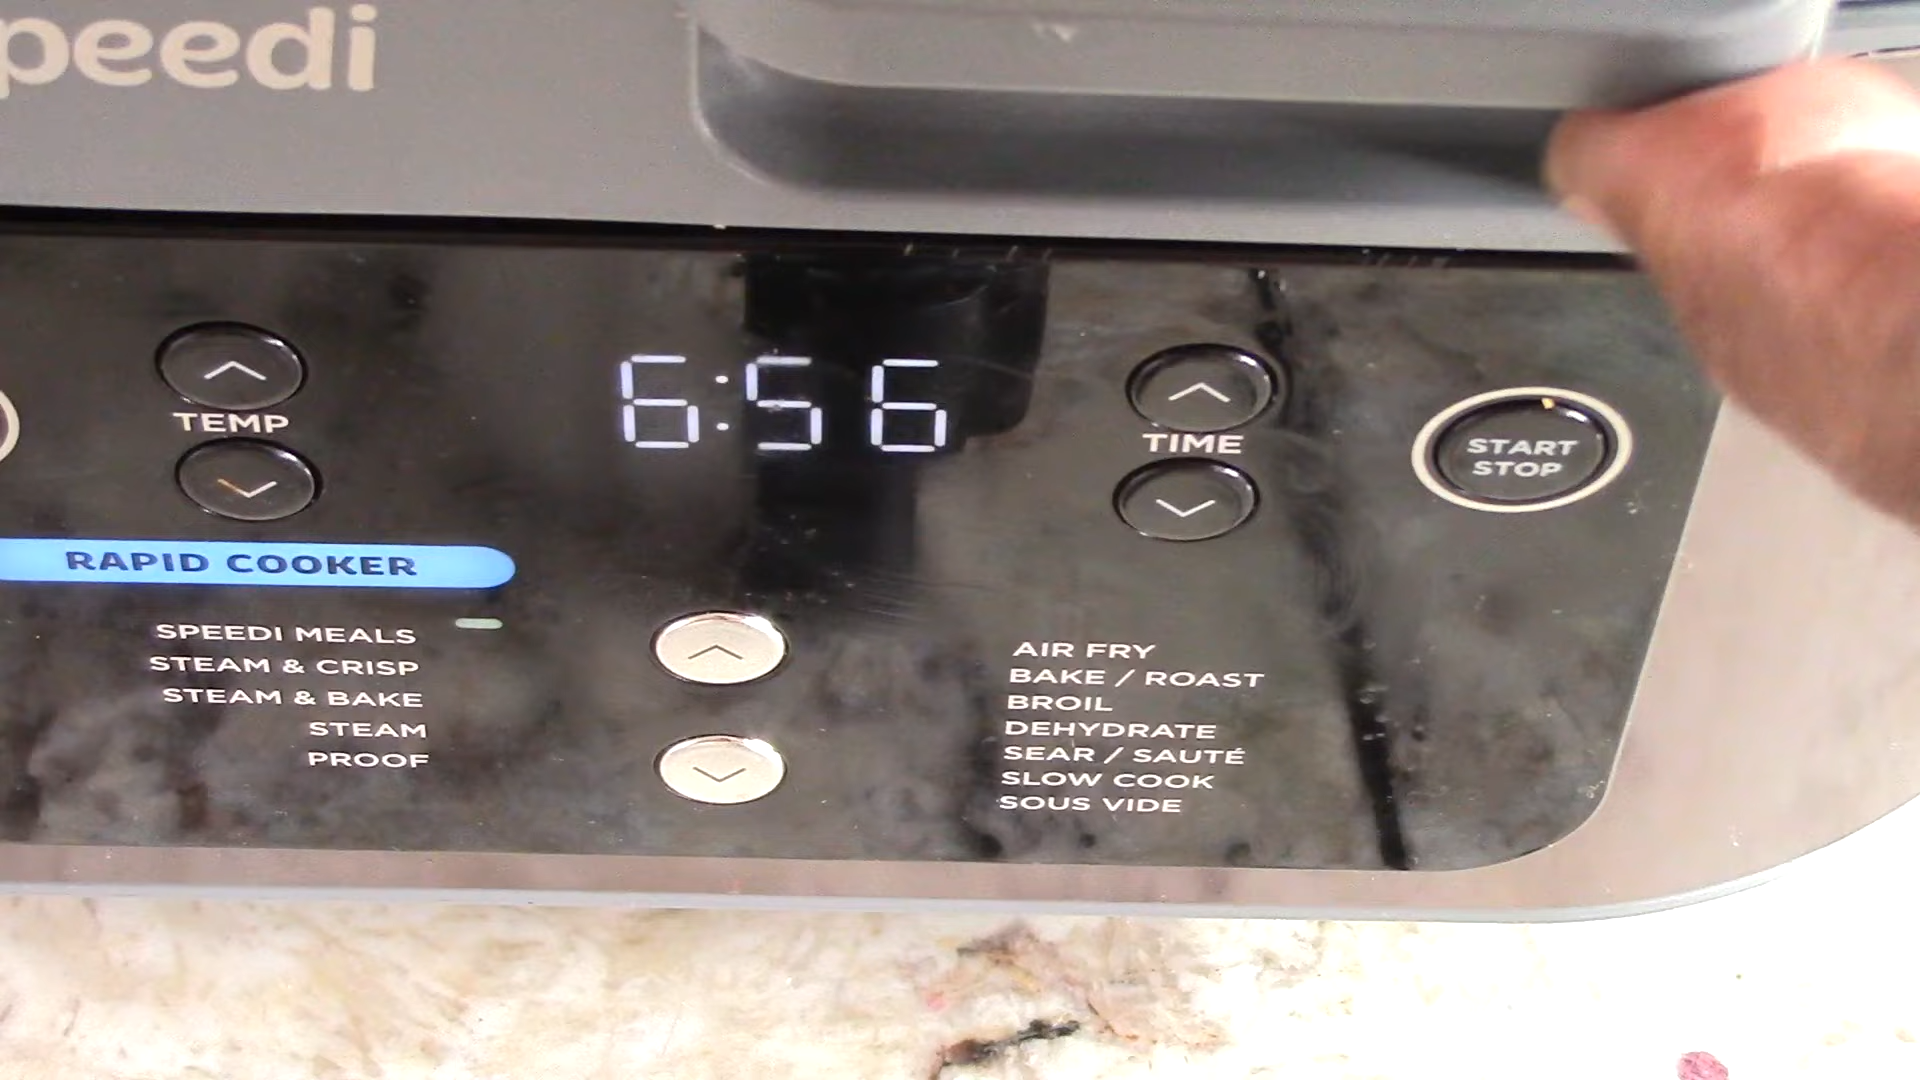 peedi
TEMP
6:56
TIME
START
STOP
RAPID COOKER
SPEEDI MEALS
STEAM & CRISP
STEAM & BAKE
STEAM
PROOF
AIR FRY
BAKE / ROAST
BROIL
DEHYDRATE
SEAR / SAUTÉ
SLOW COOK
SOUS VIDE